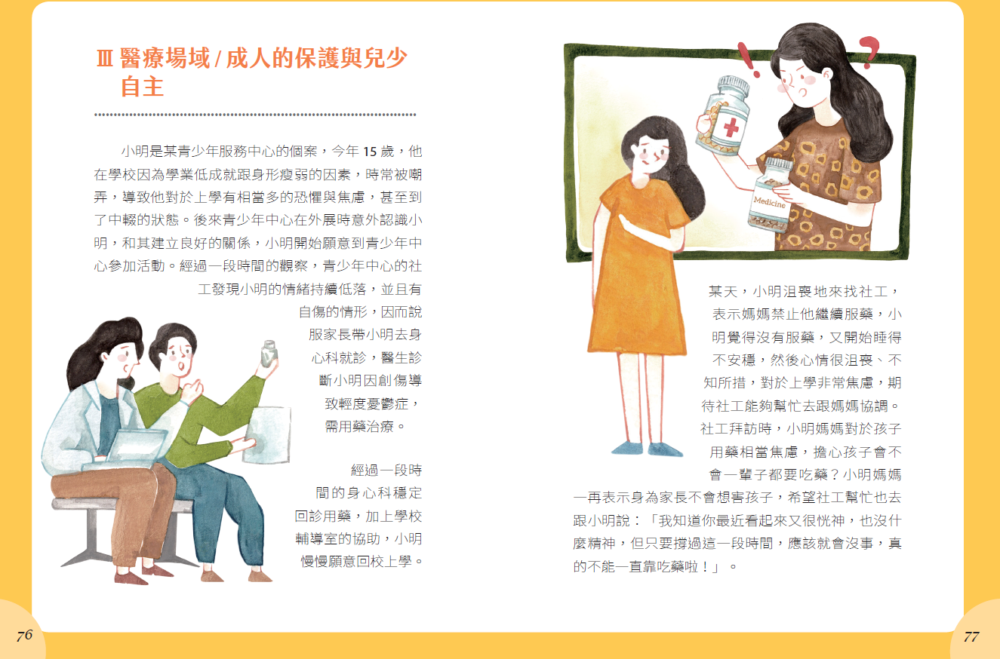 Ⅲ 醫療場域 / 成人的保護與兒少
自主
小明是某青少年服務中心的個案，今年 15 歲，他
在學校因為學業低成就跟身形瘦弱的因素，時常被嘲
弄，導致他對於上學有相當多的恐懼與焦慮，甚至到
了中輟的狀態。後來青少年中心在外展時意外認識小
明，和其建立良好的關係，小明開始願意到青少年中
心參加活動。經過一段時間的觀察，青少年中心的社
工發現小明的情緒持續低落，並且有
自傷的情形，因而說
服家長帶小明去身
心科就診，醫生診
斷小明因創傷導
致輕度憂鬱症，
需用藥治療。
經過一段時
間的身心科穩定
回診用藥，加上學校
輔導室的協助，小明
慢慢願意回校上學。
76
!
?
Medicine
某天，小明沮喪地來找社工，
表示媽媽禁止他繼續服藥，小
明覺得沒有服藥，又開始睡得
不安穩，然後心情很沮喪、不
知所措，對於上學非常焦慮，期
待社工能夠幫忙去跟媽媽協調。
社工拜訪時，小明媽媽對於孩子
用藥相當焦慮，擔心孩子會不
會一輩子都要吃藥？小明媽媽
一再表示身為家長不會想害孩子，希望社工幫忙也去
跟小明說：「我知道你最近看起來又很恍神，也沒什
麼精神，但只要撐過這一段時間，應該就會沒事，真
的不能一直靠吃藥啦！」。
77